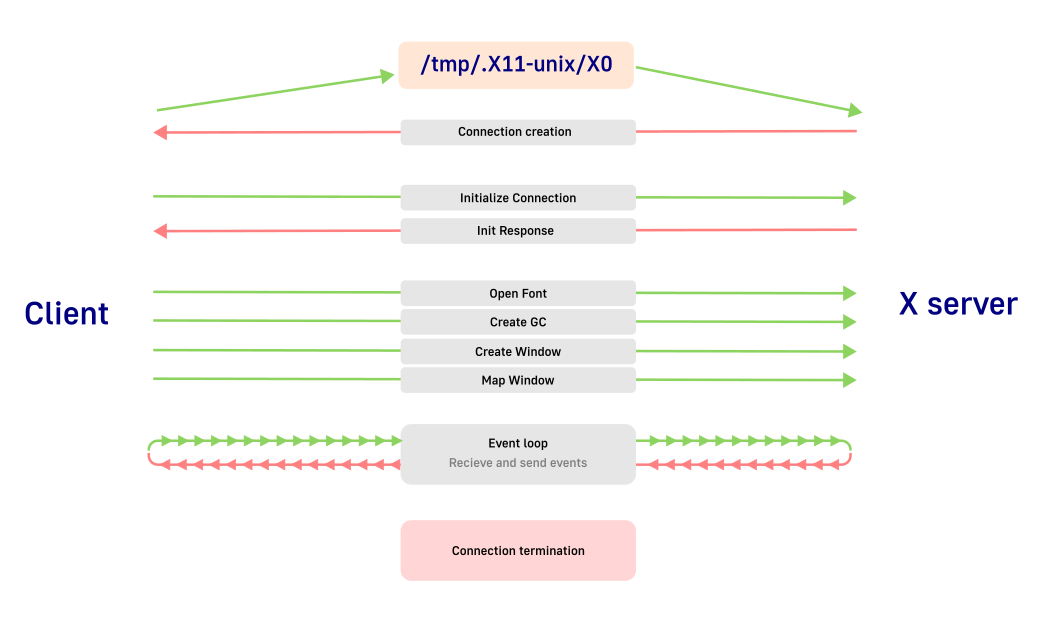 /tmp/.X11-unix/X0
Connection creation
Initialize Connection
Init Response
Client
X server
Open Font
Create GC
Create Window
Map Window
Event loop
Recieve and send events
Connection termination